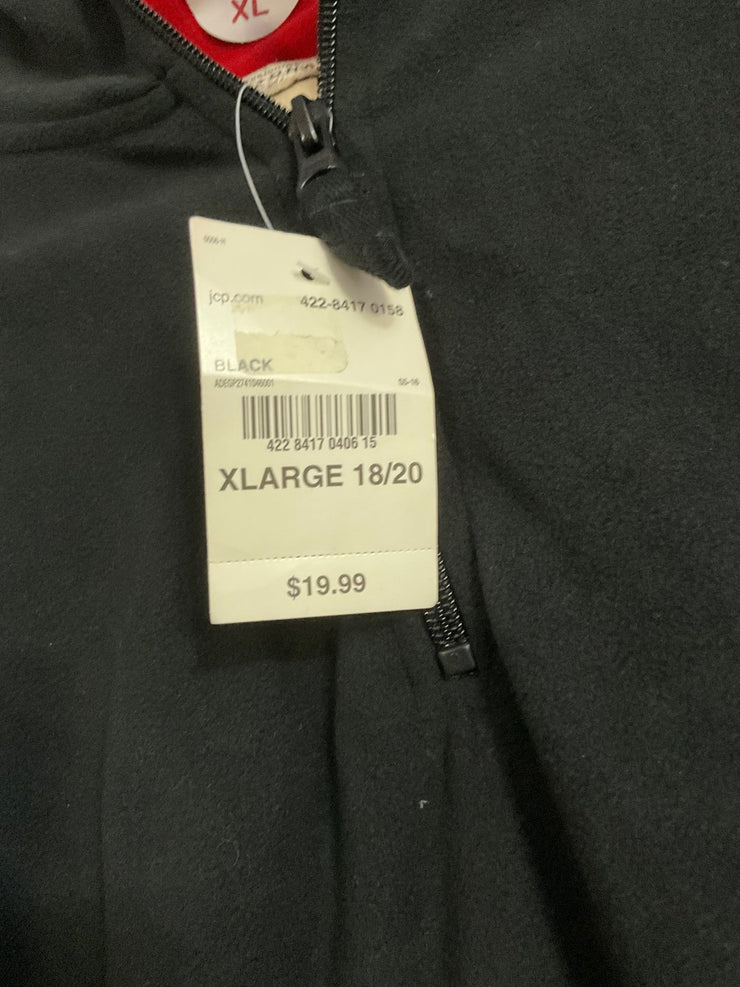 XL
0006-H
jcp.com 422-8417 0158
BLACK
SS-16
422 8417 0406 15
XLARGE 18/20
$19.99